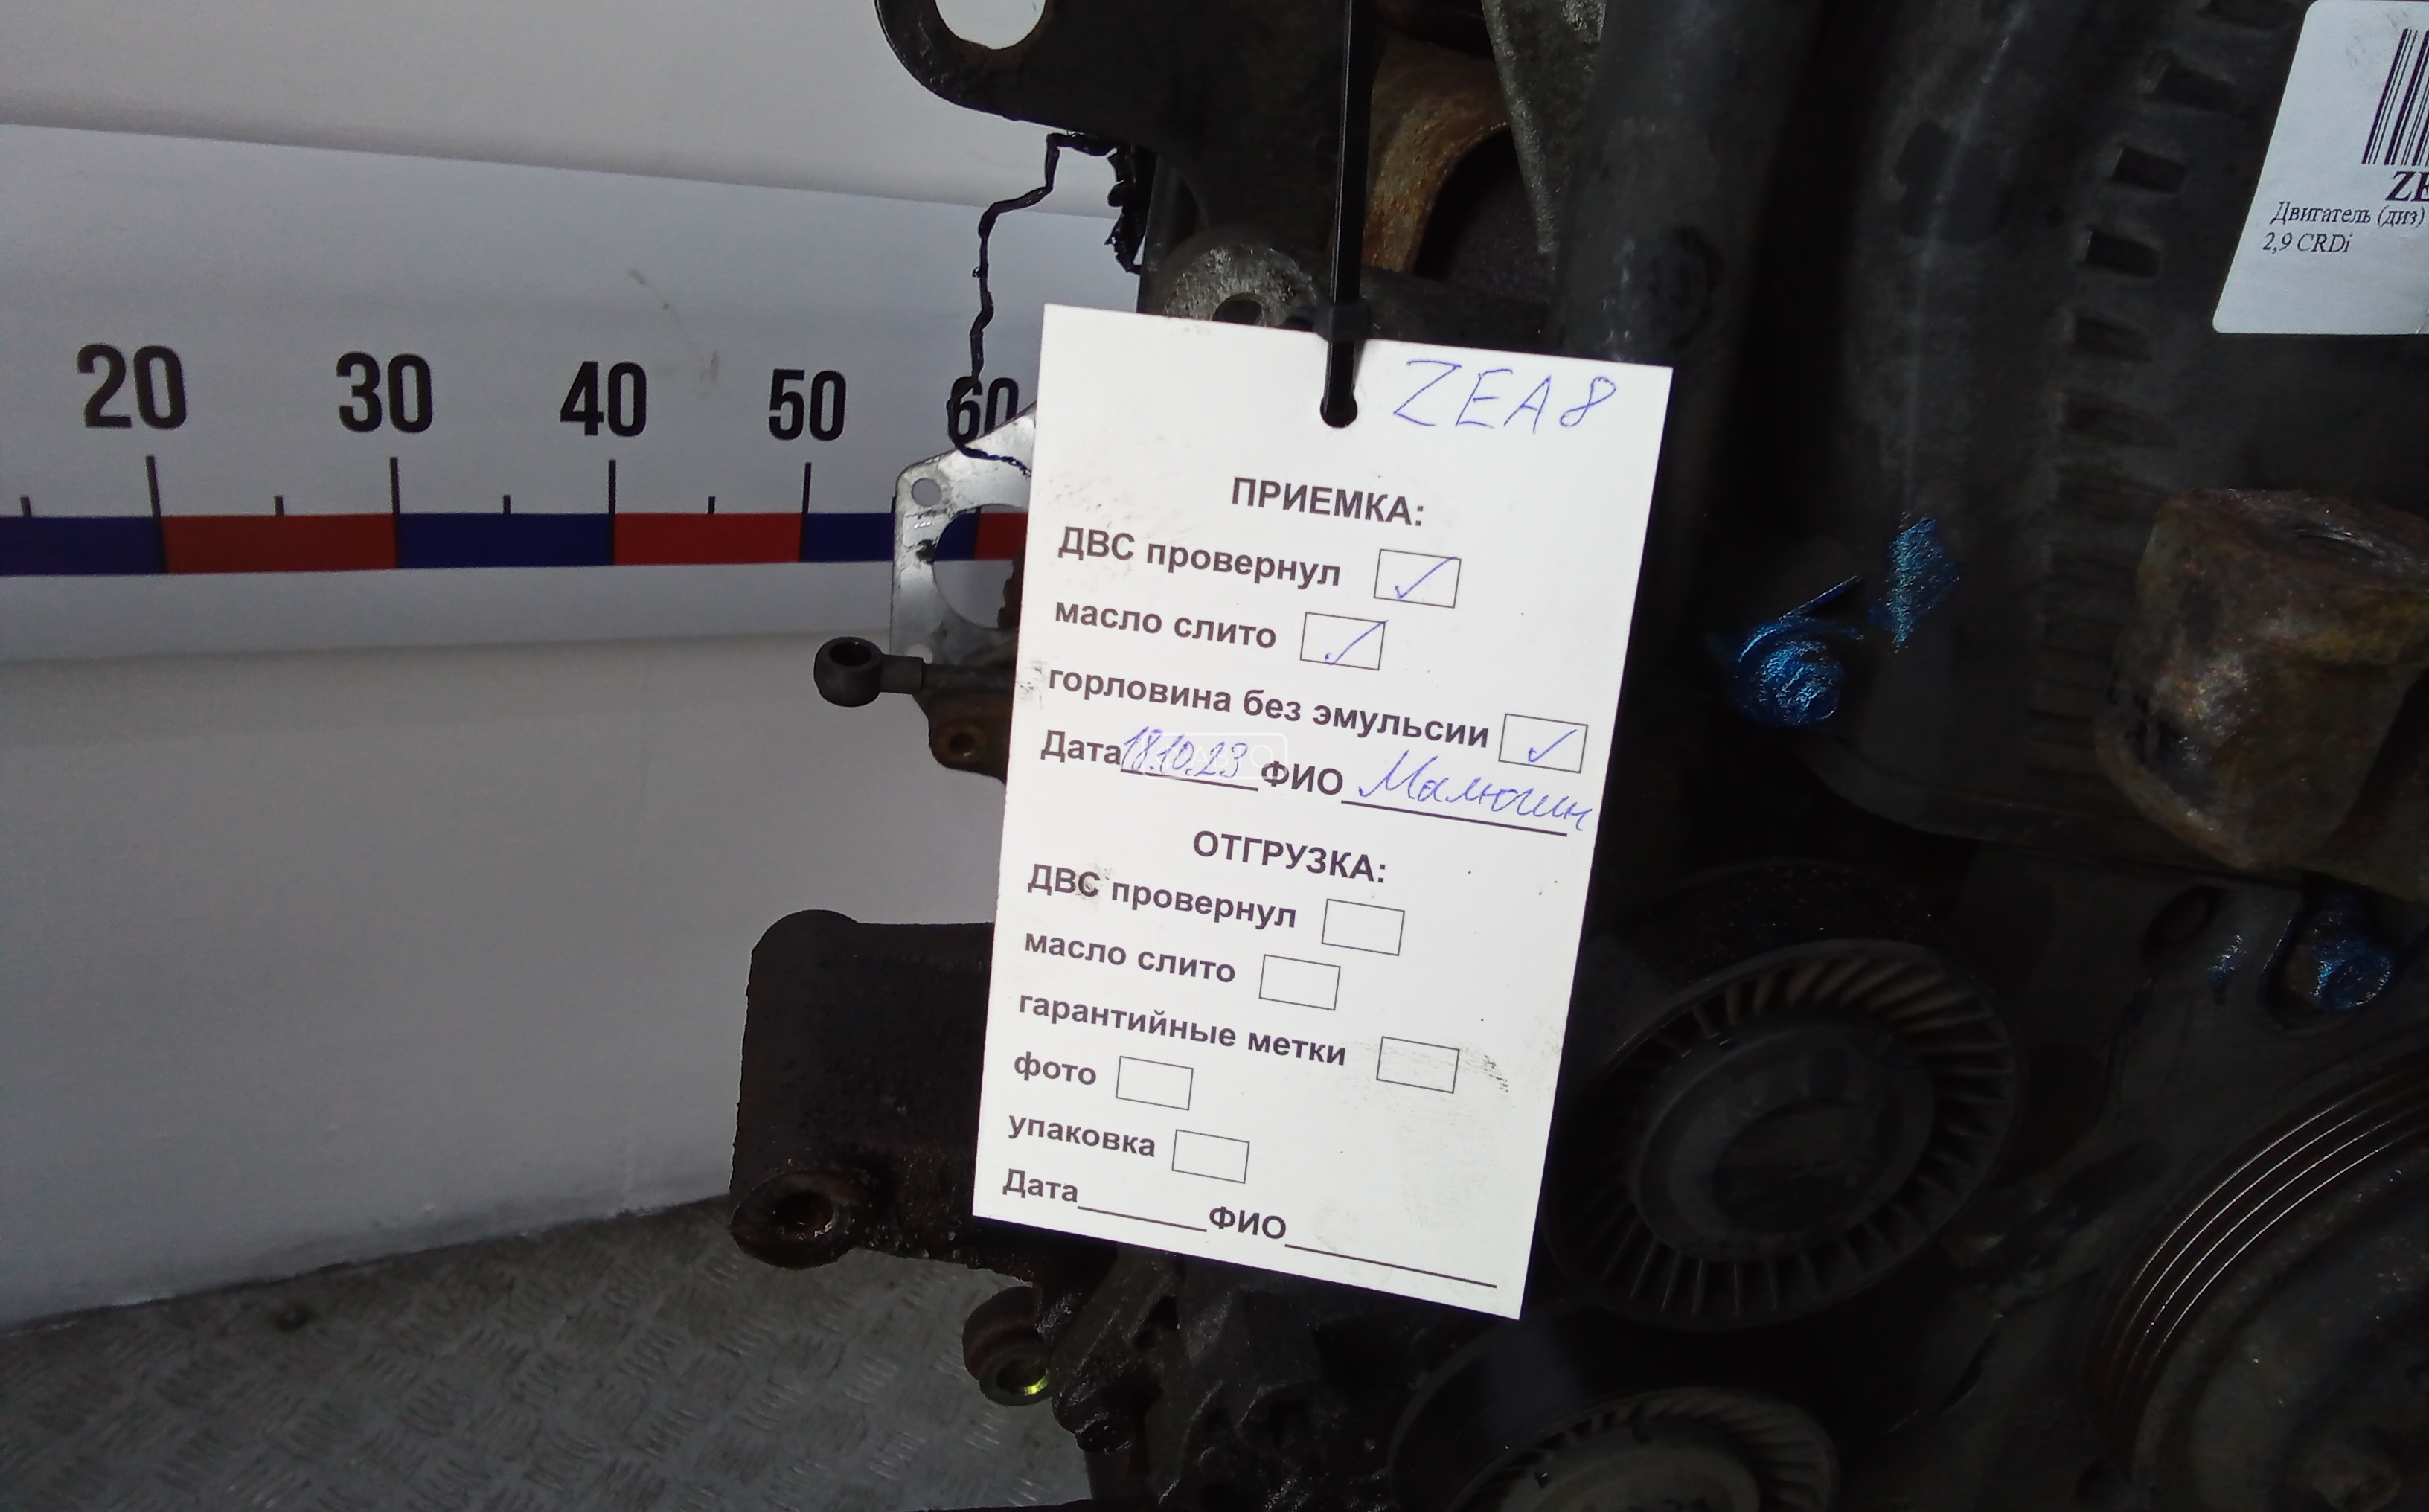 ZE
Двигатель (диз)
2,9 CRDi
20 30 40 50 60
ZEA8
ПРИЕМКА:
ДВС провернул
масло слито
горловина без эмульсии
Дата 18.10.23 ФИО
ОТГРУЗКА:
ДВС провернул
масло слито
гарантийные метки
фото
упаковка
Дата ФИО